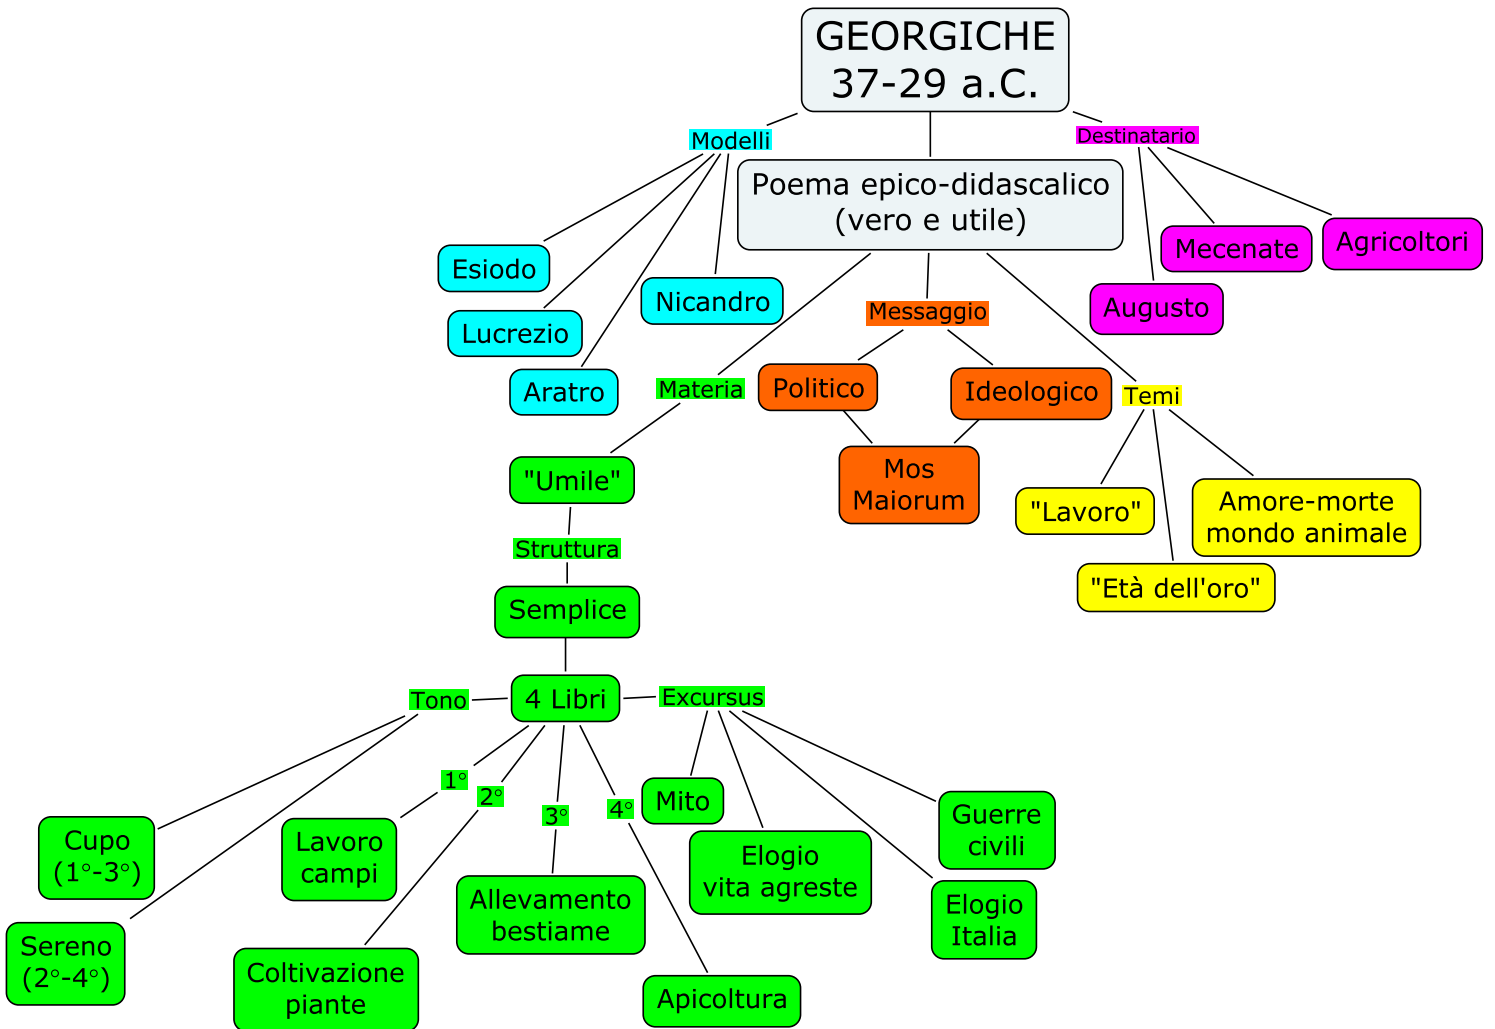 GEORGICHE
37-29 a.C.
Modelli
Destinatario
Poema epico-didascalico
(vero e utile)
Mecenate
Agricoltori
Esiodo
Nicandro
Augusto
Lucrezio
Messaggio
Aratro
Materia
Politico
Ideologico
Temi
"Umile"
Mos
Maiorum
"Lavoro"
Amore-morte
mondo animale
Struttura
"Età dell'oro"
Semplice
Tono
4 Libri
Excursus
1°
2°
3°
4°
Mito
Guerre
civili
Cupo
(1°-3°)
Lavoro
campi
Elogio
vita agreste
Allevamento
bestiame
Elogio
Italia
Sereno
(2°-4°)
Coltivazione
piante
Apicoltura